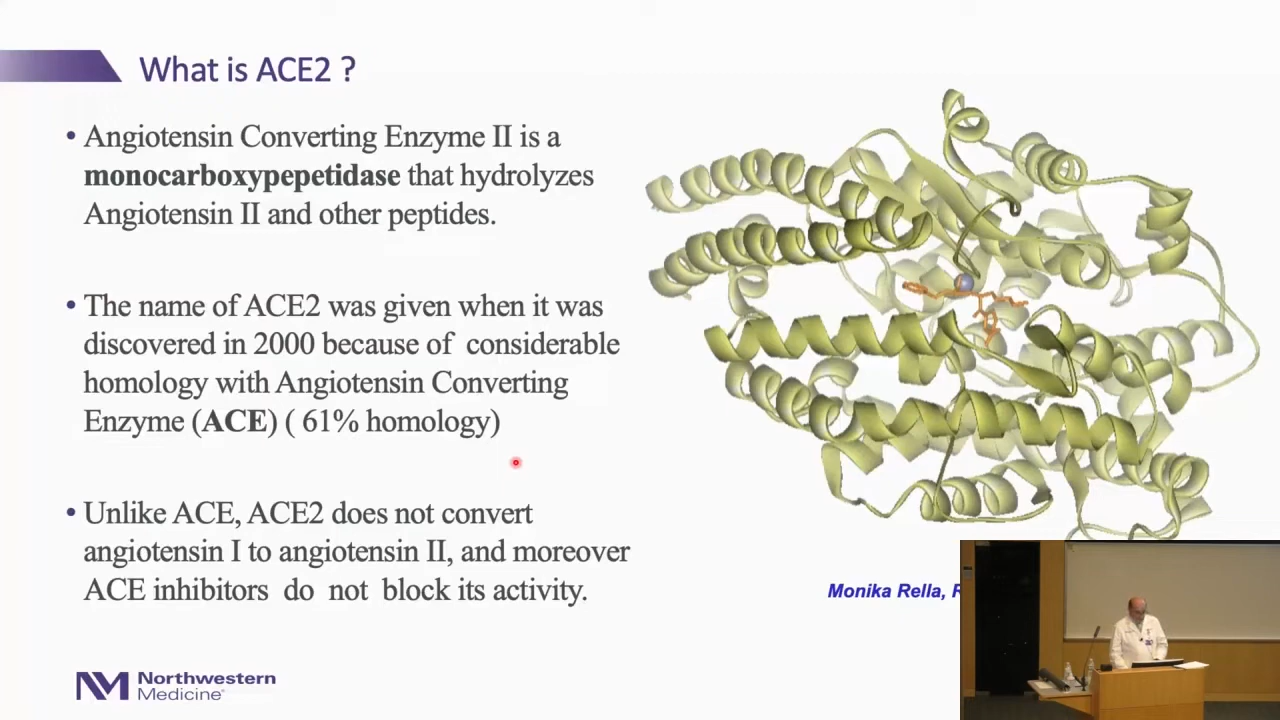 What is ACE2 ?
• Angiotensin Converting Enzyme II is a
monocarboxypepetidase that hydrolyzes
Angiotensin II and other peptides.
• The name of ACE2 was given when it was
discovered in 2000 because of considerable
homology with Angiotensin Converting
Enzyme (ACE) ( 61% homology)
• Unlike ACE, ACE2 does not convert
angiotensin I to angiotensin II, and moreover
ACE inhibitors do not block its activity.
Monika Rella,
Northwestern
Medicine